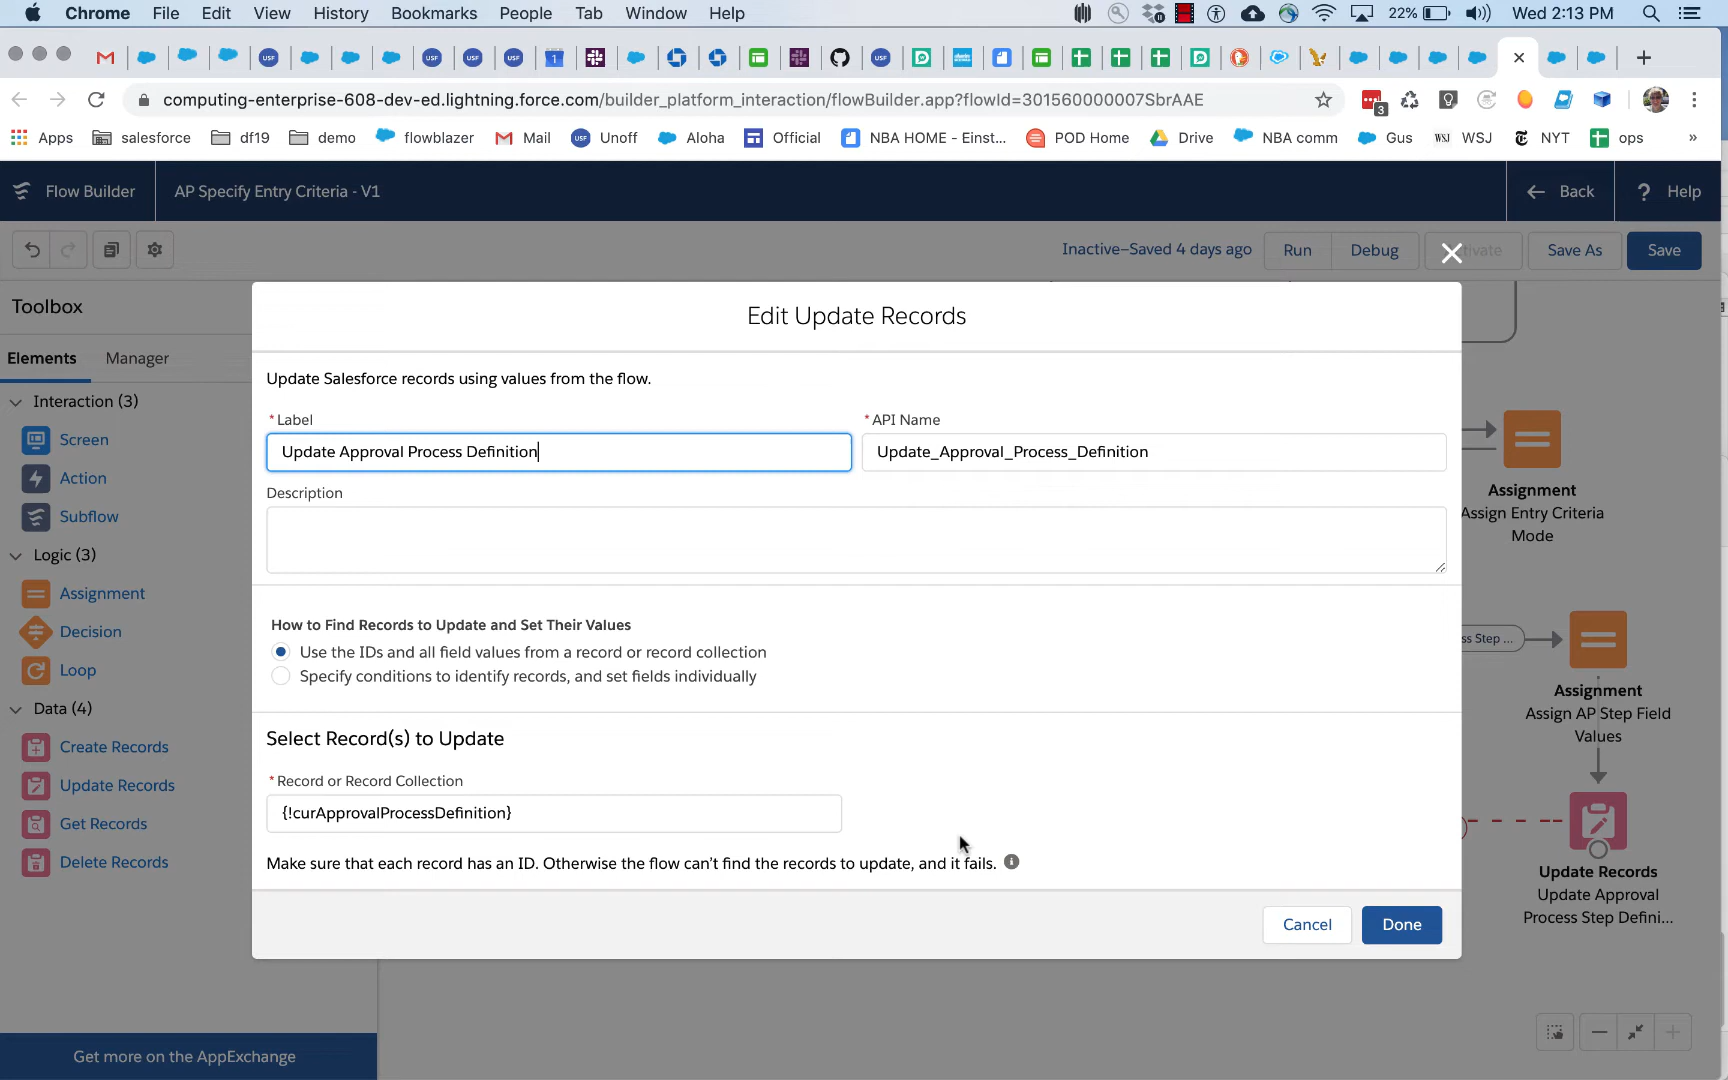 Chrome File Edit View History Bookmarks People Tab Window Help
22% Wed 2:13 PM
computing-enterprise-608-dev-ed.lightning.force.com/builder_platform_interaction/flowBuilder.app?flowId=301560000007SbrAAE
3
Apps salesforce df19 demo flowblazer Mail Unoff Aloha Official NBA HOME - Einst... POD Home Drive NBA comm Gus WSJ NYT ops »
Flow Builder AP Specify Entry Criteria - V1 Back ? Help
Inactive–Saved 4 days ago Run Debug Save As Save
Toolbox
Elements Manager
Interaction (3)
Screen
Action
Subflow
Logic (3)
Assignment
Decision
Loop
Data (4)
Create Records
Update Records
Get Records
Delete Records
Get more on the AppExchange
Edit Update Records
Update Salesforce records using values from the flow.
* Label * API Name
Update Approval Process Definition Update_Approval_Process_Definition
Description
How to Find Records to Update and Set Their Values
Use the IDs and all field values from a record or record collection
Specify conditions to identify records, and set fields individually
Select Record(s) to Update
* Record or Record Collection
{!curApprovalProcessDefinition}
Make sure that each record has an ID. Otherwise the flow can't find the records to update, and it fails.
Cancel Done
Assignment
Assign Entry Criteria
Mode
ss Step ...
Assignment
Assign AP Step Field
Values
Update Records
Update Approval
Process Step Defini...